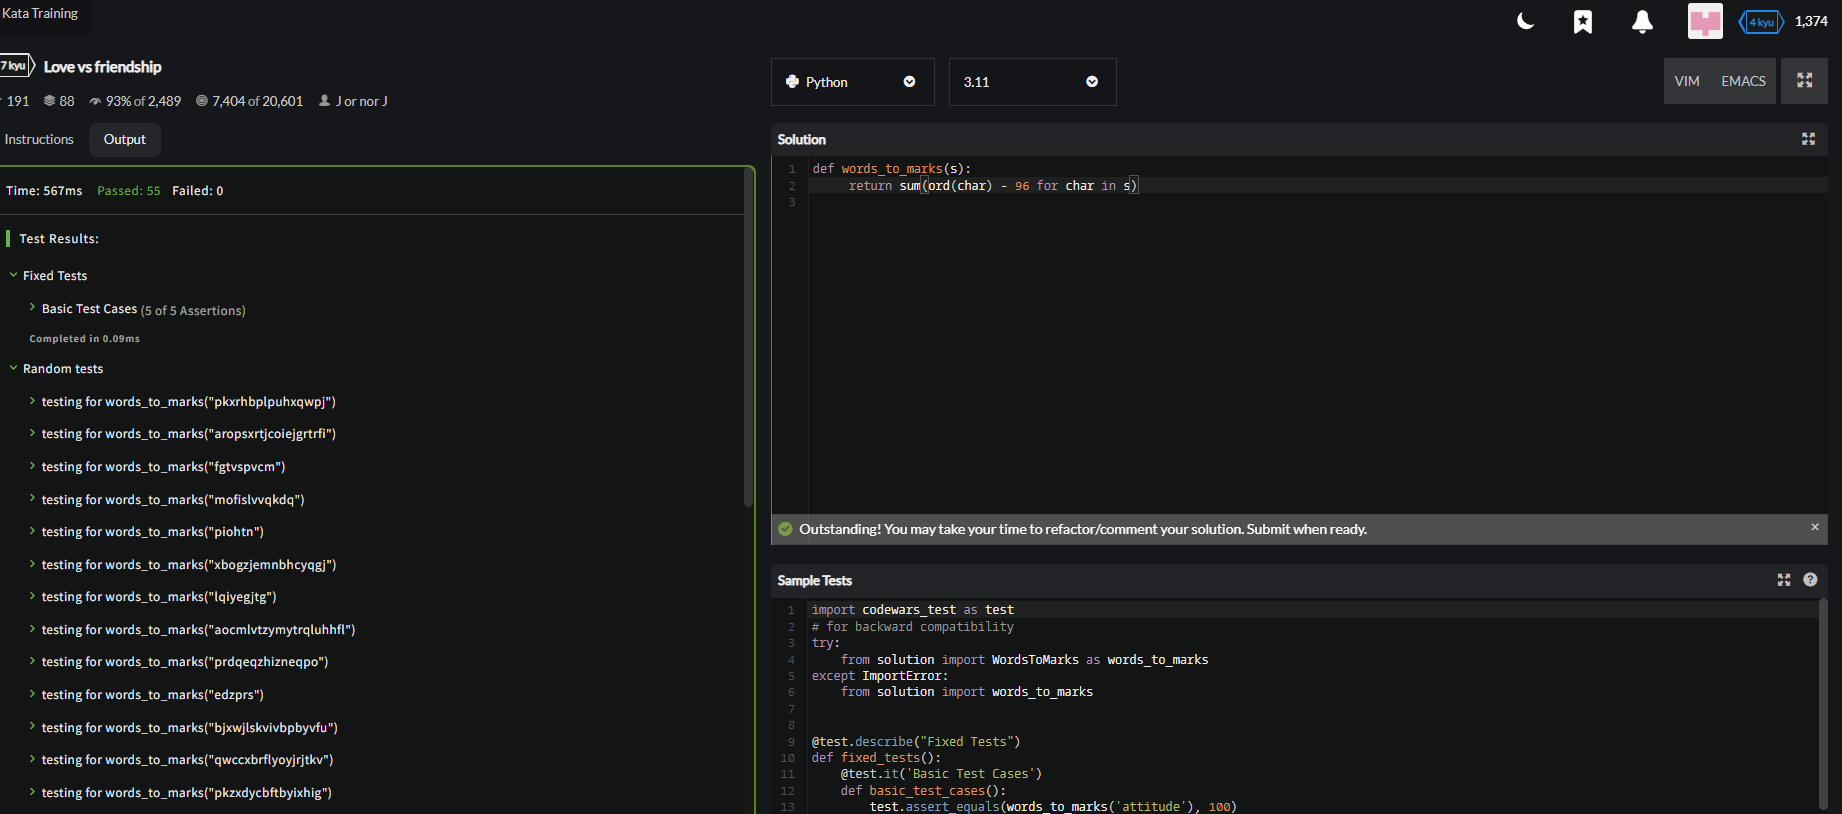 Kata Training
4 kyu 1,374
7 kyu Love vs friendship
191 88 93% of 2,489 7,404 of 20,601 J or nor J
Instructions Output
Time: 567ms Passed: 55 Failed: 0
Test Results:
Fixed Tests
Basic Test Cases (5 of 5 Assertions)
Completed in 0.09ms
Random tests
testing for words_to_marks("pkxrhbplpuhxqwpj")
testing for words_to_marks("aropsxrtjcoiejgrtrfi")
testing for words_to_marks("fgtvspvcm")
testing for words_to_marks("mofislvvqkdq")
testing for words_to_marks("piohtn")
testing for words_to_marks("xbogzjemnbhcyqgj")
testing for words_to_marks("lqiyegjtg")
testing for words_to_marks("aocmlvtzymytrqluhhfl")
testing for words_to_marks("prdqeqzhizneqpo")
testing for words_to_marks("edzprs")
testing for words_to_marks("bjxwjlskvivbpbyvfu")
testing for words_to_marks("qwccxbrflyoyjrjtkv")
testing for words_to_marks("pkzxdycbftbyixhig")
Python 3.11 VIM EMACS
Solution
1 def words_to_marks(s):
2 return sum(ord(char) - 96 for char in s)
3
Outstanding! You may take your time to refactor/comment your solution. Submit when ready. ×
Sample Tests ?
1 import codewars_test as test
2 # for backward compatibility
3 try:
4 from solution import WordsToMarks as words_to_marks
5 except ImportError:
6 from solution import words_to_marks
7
8
9 @test.describe("Fixed Tests")
10 def fixed_tests():
11 @test.it('Basic Test Cases')
12 def basic_test_cases():
13 test.assert_equals(words_to_marks('attitude'), 100)